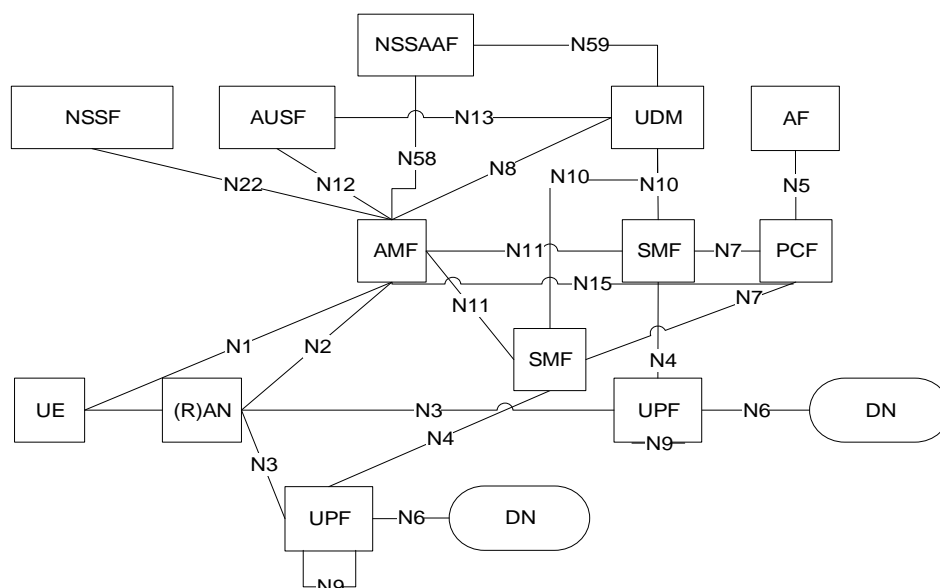 NSSAAF
N59
NSSF
AUSF
N13
UDM
AF
N58
N22
N12
N8
N10
N10
N5
AMF
N11
SMF
N7
PCF
N15
N11
N7
N1
N2
SMF
N4
UE
(R)AN
N3
UPF
N6
DN
N4
N9
N3
UPF
N6
DN
N9